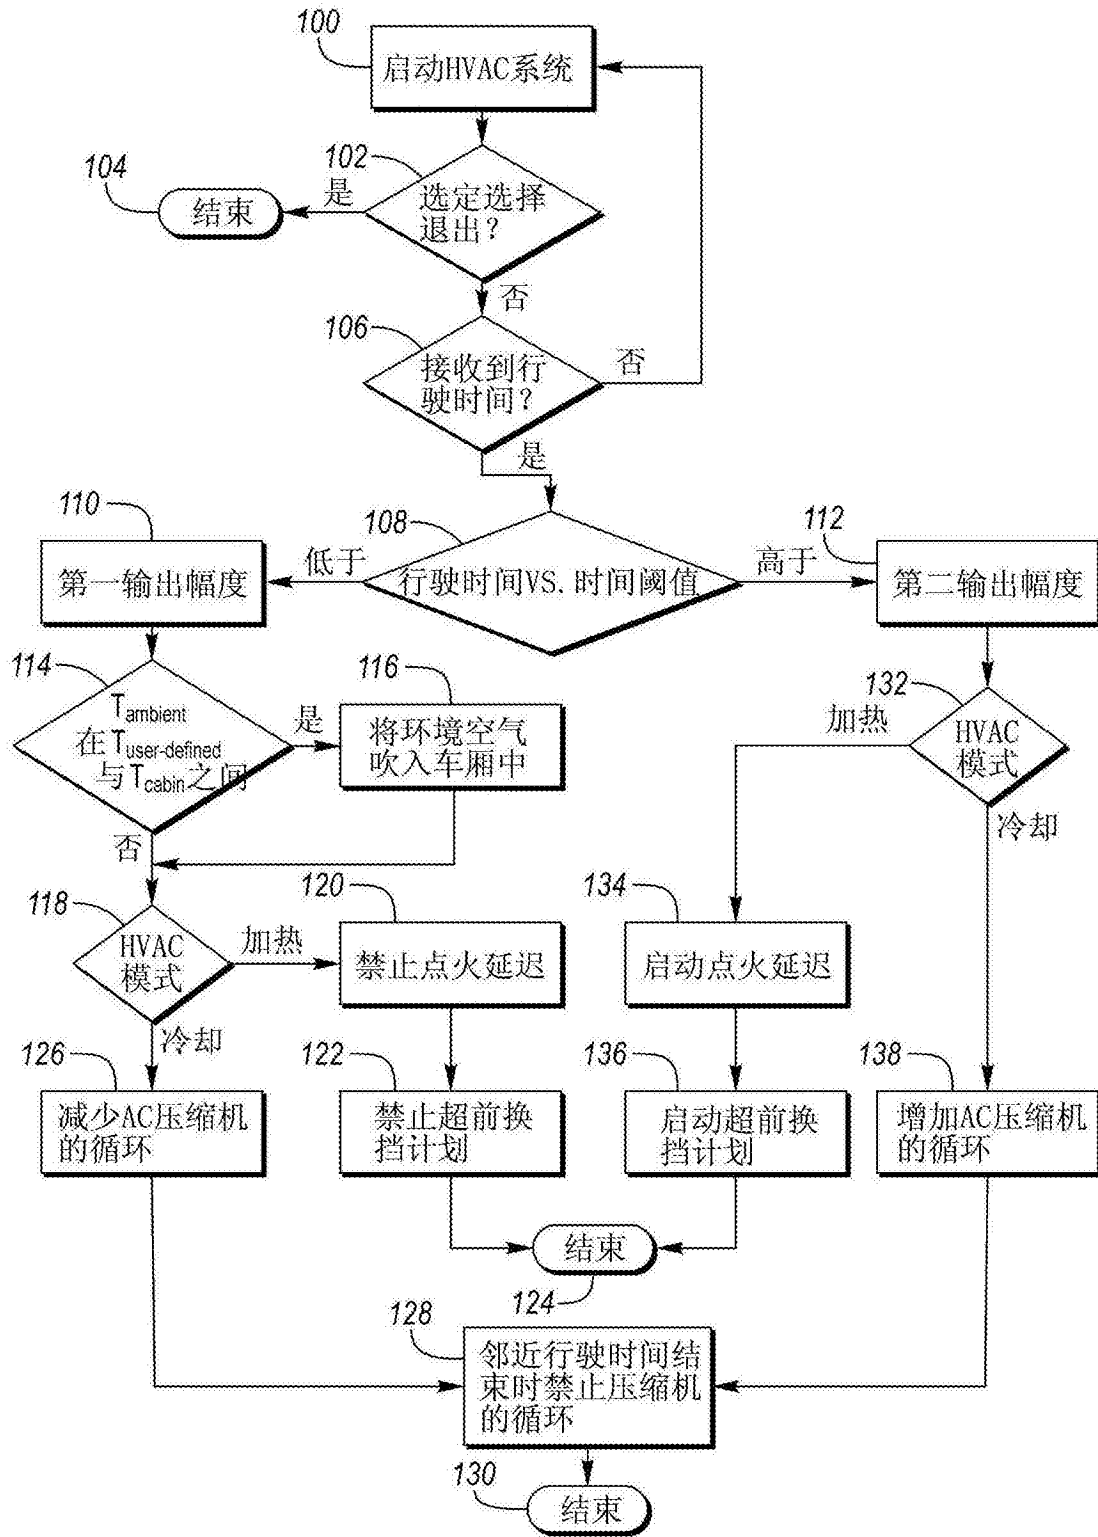 100
启动HVAC系统
102
选定选择
退出?
是
104
结束
否
106
接收到行
驶时间?
否
是
108
行驶时间VS.时间阈值
低于
高于
110
第一输出幅度
112
第二输出幅度
114
Tambient
在Tuser-defined
与Tcabin之间
是
116
将环境空气
吹入车厢中
否
132
HVAC
模式
加热
冷却
118
HVAC
模式
加热
冷却
120
禁止点火延迟
134
启动点火延迟
126
减少AC压缩机
的循环
122
禁止超前换
挡计划
136
启动超前换
挡计划
138
增加AC压缩机
的循环
结束
124
128
邻近行驶时间结
束时禁止压缩机
的循环
130
结束